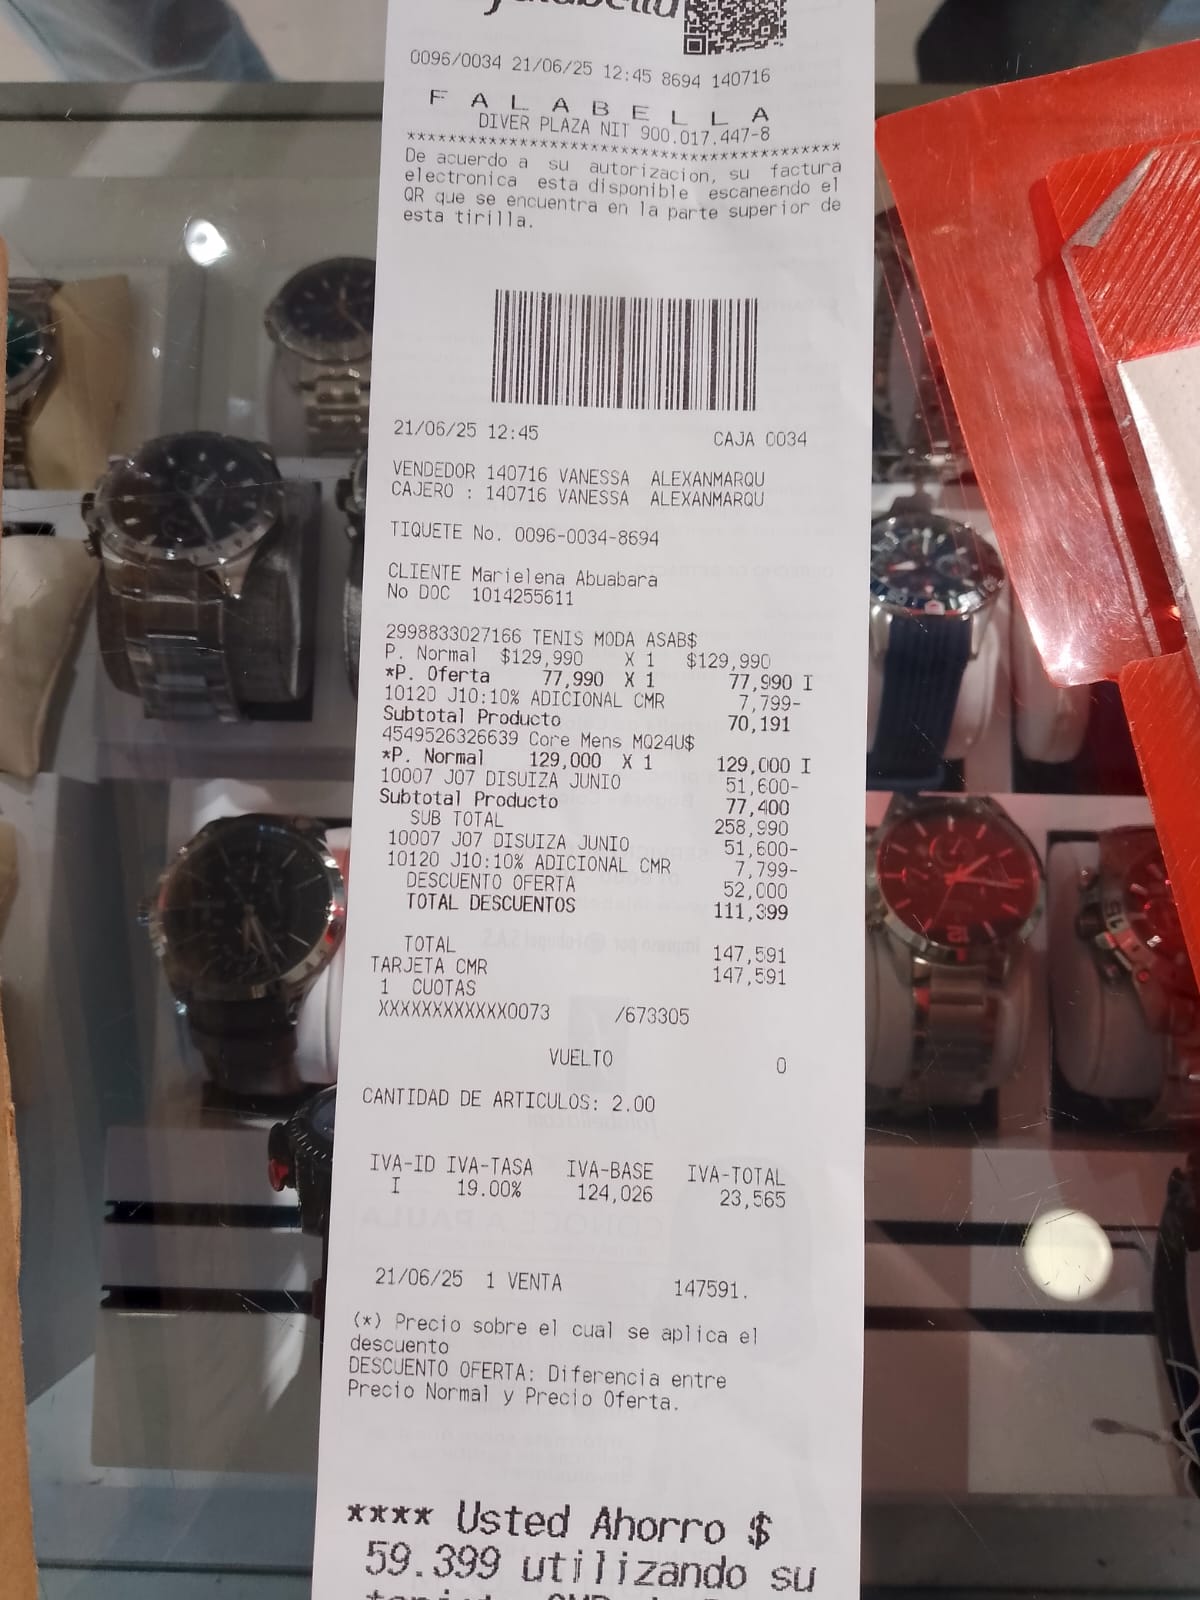 falabella
0096/0034 21/06/25 12:45 8694 140716
F A L A B E L L A
DIVER PLAZA NIT 900.017.447-8
*****************************************
De acuerdo a su autorizacion, su factura
electronica esta disponible escaneando el
QR que se encuentra en la parte superior de
esta tirilla.
21/06/25 12:45 CAJA 0034
VENDEDOR 140716 VANESSA ALEXANMARQU
CAJERO : 140716 VANESSA ALEXANMARQU
TIQUETE No. 0096-0034-8694
CLIENTE Marielena Abuabara
No DOC 1014255611
2998833027166 TENIS MODA ASAB$
P. Normal $129,990 X 1 $129,990
*P. Oferta 77,990 X 1 77,990 I
10120 J10:10% ADICIONAL CMR 7,799-
Subtotal Producto 70,191
4549526326639 Core Mens MQ24U$
*P. Normal 129,000 X 1 129,000 I
10007 J07 DISUIZA JUNIO 51,600-
Subtotal Producto 77,400
SUB TOTAL 258,990
10007 J07 DISUIZA JUNIO 51,600-
10120 J10:10% ADICIONAL CMR 7,799-
DESCUENTO OFERTA 52,000
TOTAL DESCUENTOS 111,399
TOTAL 147,591
TARJETA CMR 147,591
1 CUOTAS
XXXXXXXXXXXX0073 /673305
VUELTO 0
CANTIDAD DE ARTICULOS: 2.00
IVA-ID IVA-TASA IVA-BASE IVA-TOTAL
I 19.00% 124,026 23,565
21/06/25 1 VENTA 147591.
(*) Precio sobre el cual se aplica el
descuento
DESCUENTO OFERTA: Diferencia entre
Precio Normal y Precio Oferta.
**** Usted Ahorro $
59.399 utilizando su